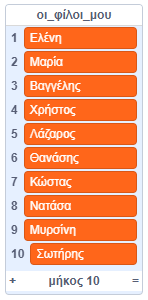 οι_φίλοι_μου
1 Ελένη
2 Μαρία
3 Βαγγέλης
4 Χρήστος
5 Λάζαρος
6 Θανάσης
7 Κώστας
8 Νατάσα
9 Μυρσίνη
10 Σωτήρης
+ μήκος 10 =